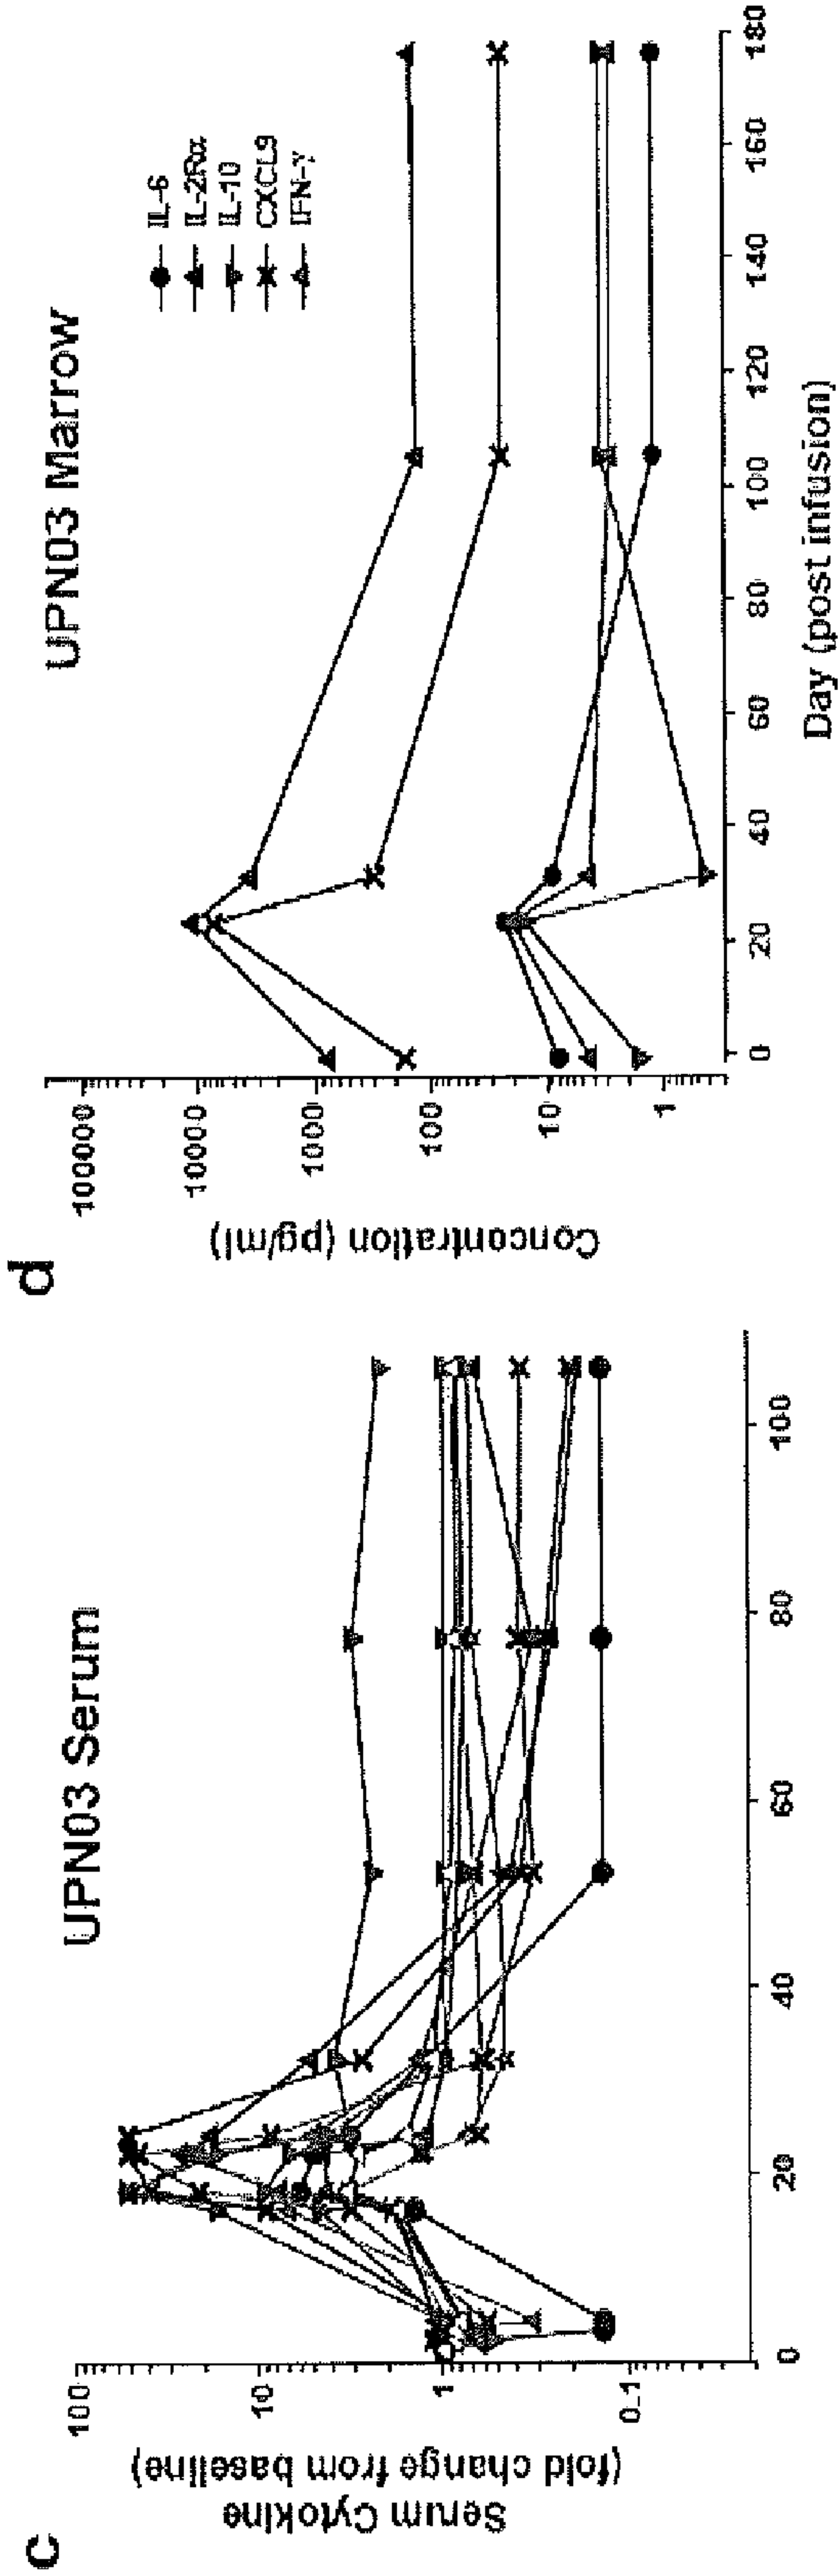 c
UPN03 Serum
Serum Cytokine
(fold change from baseline)
100
10
1
0.1
0
20
40
60
80
100
d
UPN03 Marrow
Concentration (pg/ml)
100000
10000
1000
100
10
1
0
20
40
60
80
100
120
140
160
180
Day (post infusion)
IL-6
IL-2Rα
IL-10
CXCL9
IFN-γ